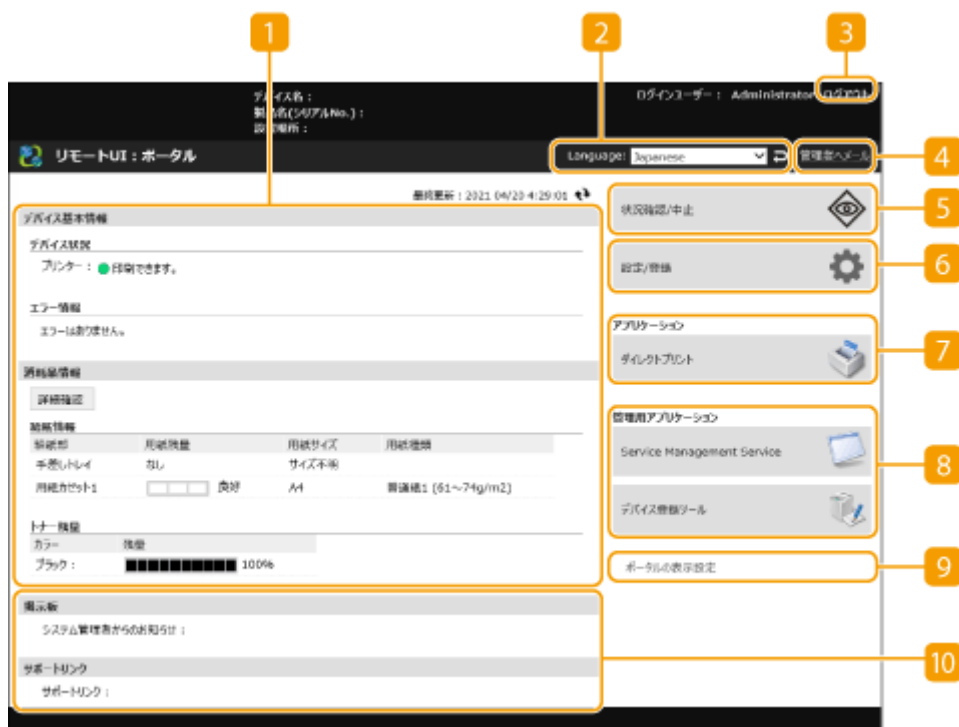 1
2
3
デバイス名：
製品名(シリアルNo.)：
設置場所：
ログインユーザー： Administrator ログアウト
リモートUI：ポータル
Language: Japanese
管理者へメール
4
最終更新：2021 04/20 4:29:01
デバイス基本情報
デバイス状況
プリンター： 印刷できます。
エラー情報
エラーはありません。
消耗品情報
詳細確認
給紙情報
給紙部 用紙残量 用紙サイズ 用紙種類
手差しトレイ なし サイズ不明
用紙カセット1 良好 A4 普通紙1 (61～74g/m2)
トナー残量
カラー 残量
ブラック： 100%
掲示板
システム管理者からのお知らせ：
サポートリンク
サポートリンク：
状況確認/中止
5
設定/登録
6
アプリケーション
ダイレクトプリント
7
管理用アプリケーション
Service Management Service
8
デバイス登録ツール
ポータルの表示設定
9
10